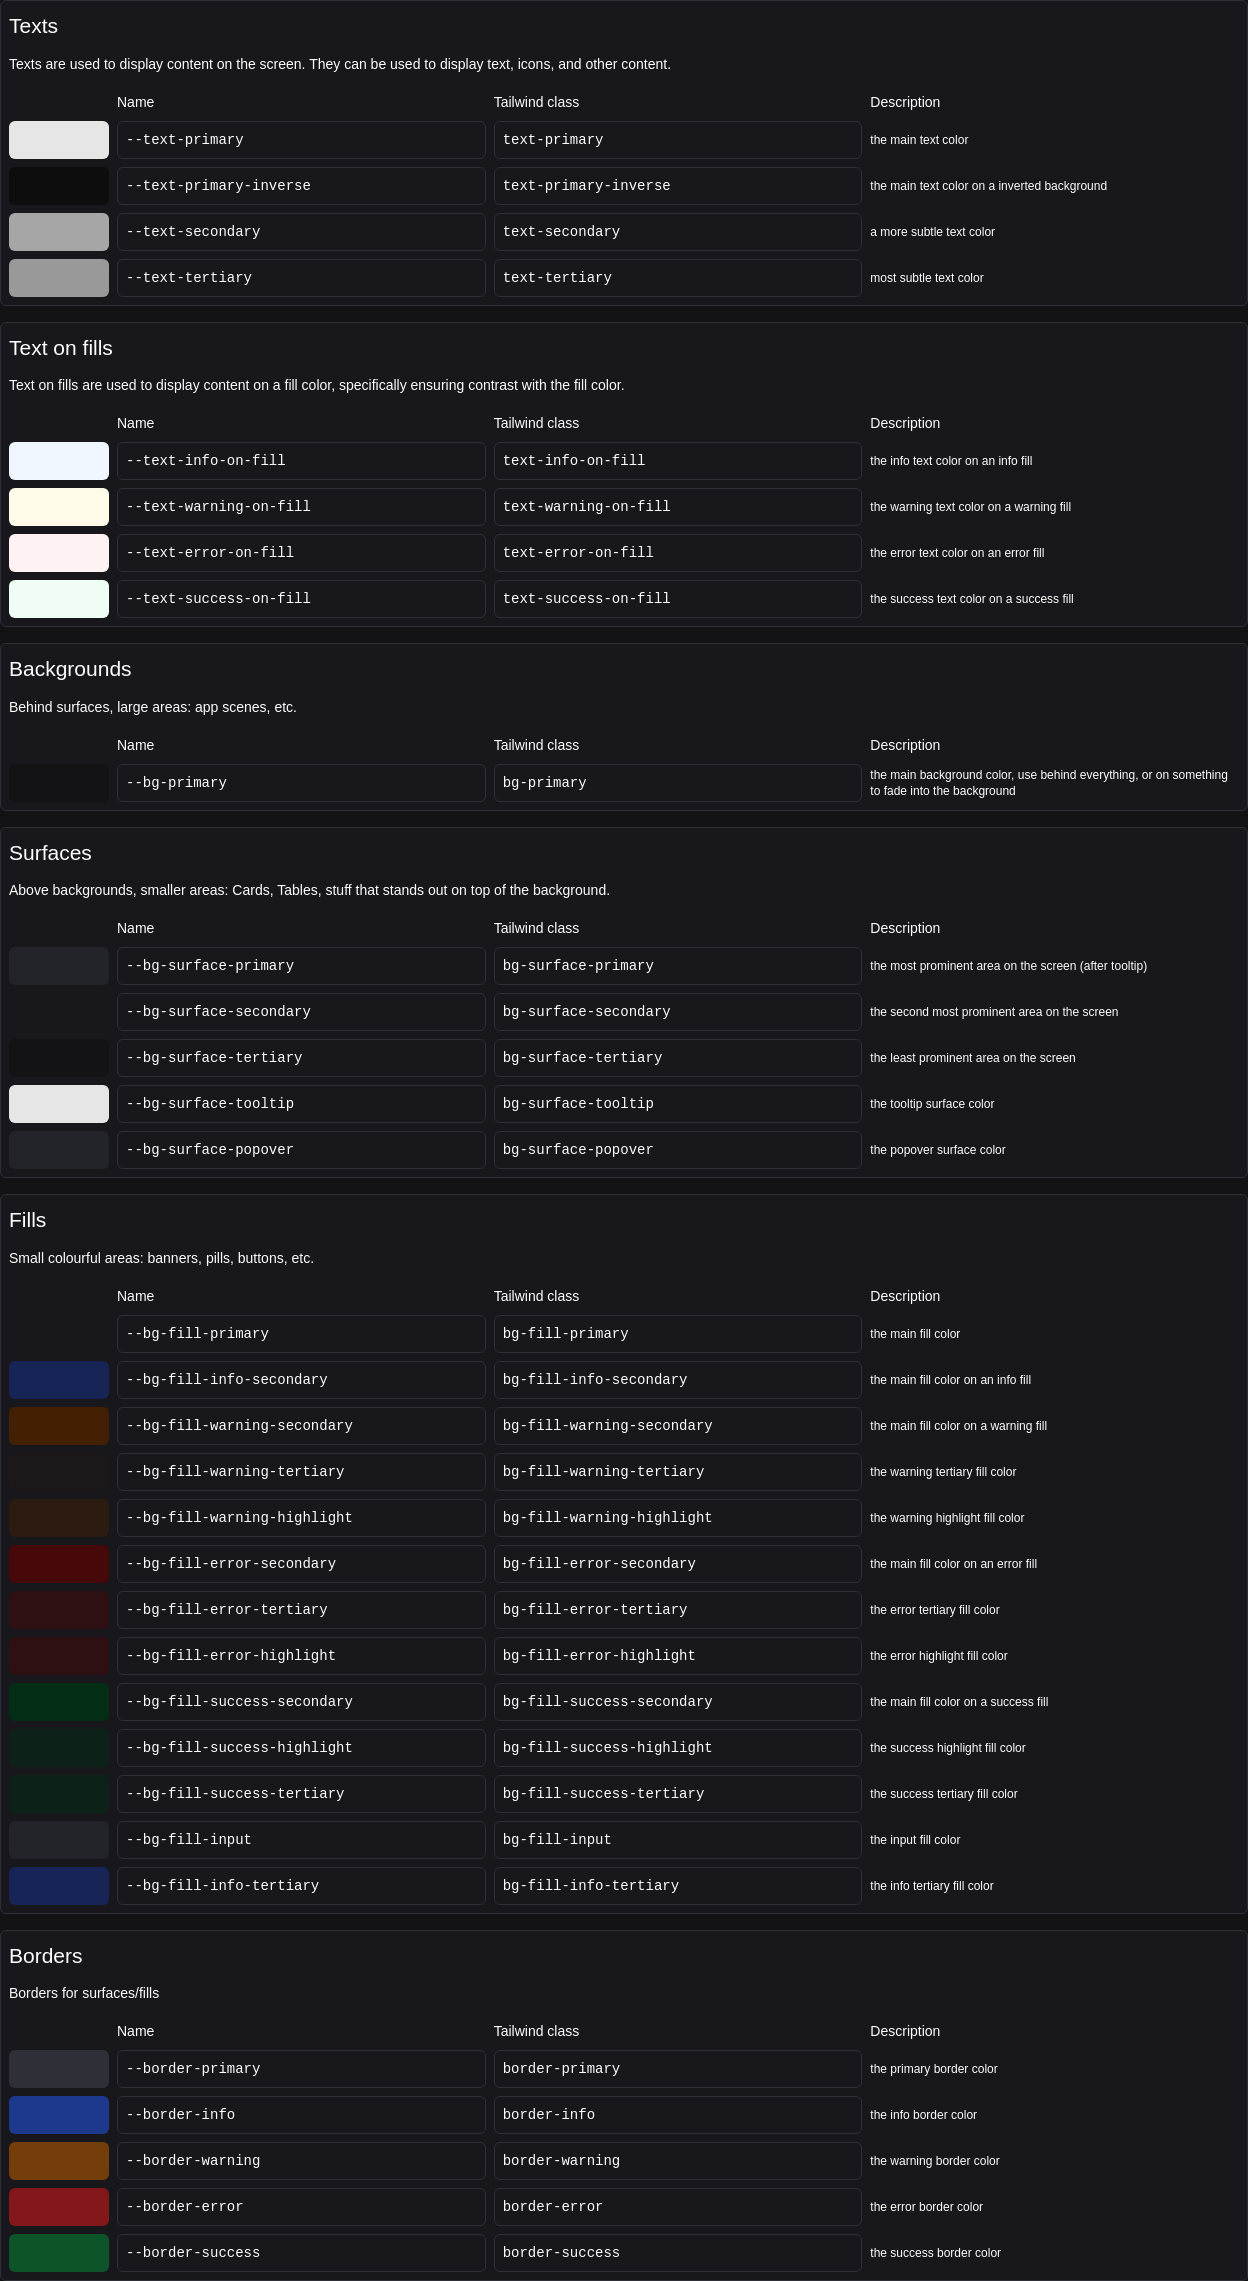 Texts
Texts are used to display content on the screen. They can be used to display text, icons, and other content.
Name Tailwind class Description
--text-primary text-primary the main text color
--text-primary-inverse text-primary-inverse the main text color on a inverted background
--text-secondary text-secondary a more subtle text color
--text-tertiary text-tertiary most subtle text color
Text on fills
Text on fills are used to display content on a fill color, specifically ensuring contrast with the fill color.
Name Tailwind class Description
--text-info-on-fill text-info-on-fill the info text color on an info fill
--text-warning-on-fill text-warning-on-fill the warning text color on a warning fill
--text-error-on-fill text-error-on-fill the error text color on an error fill
--text-success-on-fill text-success-on-fill the success text color on a success fill
Backgrounds
Behind surfaces, large areas: app scenes, etc.
Name Tailwind class Description
--bg-primary bg-primary the main background color, use behind everything, or on something
to fade into the background
Surfaces
Above backgrounds, smaller areas: Cards, Tables, stuff that stands out on top of the background.
Name Tailwind class Description
--bg-surface-primary bg-surface-primary the most prominent area on the screen (after tooltip)
--bg-surface-secondary bg-surface-secondary the second most prominent area on the screen
--bg-surface-tertiary bg-surface-tertiary the least prominent area on the screen
--bg-surface-tooltip bg-surface-tooltip the tooltip surface color
--bg-surface-popover bg-surface-popover the popover surface color
Fills
Small colourful areas: banners, pills, buttons, etc.
Name Tailwind class Description
--bg-fill-primary bg-fill-primary the main fill color
--bg-fill-info-secondary bg-fill-info-secondary the main fill color on an info fill
--bg-fill-warning-secondary bg-fill-warning-secondary the main fill color on a warning fill
--bg-fill-warning-tertiary bg-fill-warning-tertiary the warning tertiary fill color
--bg-fill-warning-highlight bg-fill-warning-highlight the warning highlight fill color
--bg-fill-error-secondary bg-fill-error-secondary the main fill color on an error fill
--bg-fill-error-tertiary bg-fill-error-tertiary the error tertiary fill color
--bg-fill-error-highlight bg-fill-error-highlight the error highlight fill color
--bg-fill-success-secondary bg-fill-success-secondary the main fill color on a success fill
--bg-fill-success-highlight bg-fill-success-highlight the success highlight fill color
--bg-fill-success-tertiary bg-fill-success-tertiary the success tertiary fill color
--bg-fill-input bg-fill-input the input fill color
--bg-fill-info-tertiary bg-fill-info-tertiary the info tertiary fill color
Borders
Borders for surfaces/fills
Name Tailwind class Description
--border-primary border-primary the primary border color
--border-info border-info the info border color
--border-warning border-warning the warning border color
--border-error border-error the error border color
--border-success border-success the success border color